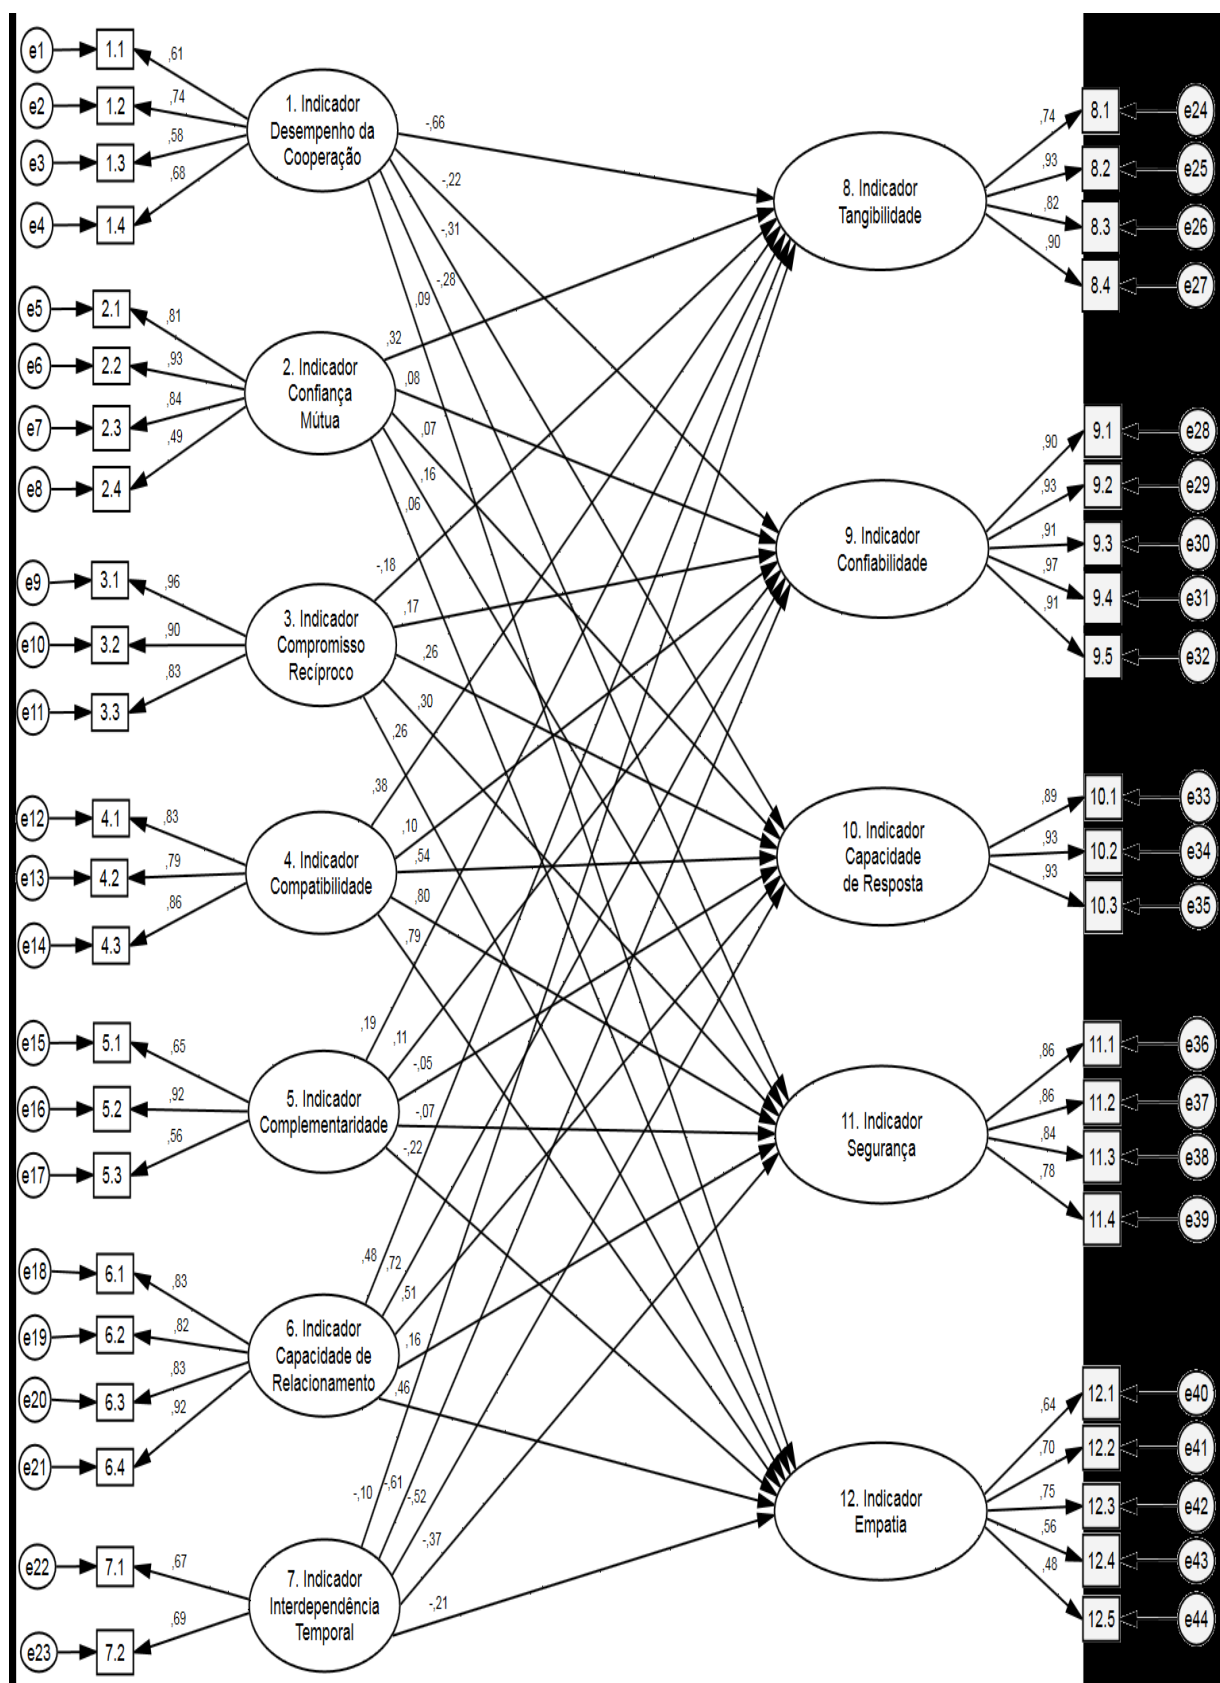 e1
1.1
,61
e2
1.2
,74
e3
1.3
,58
e4
1.4
,68
1. Indicador
Desempenho da
Cooperação
-,66
-,22
-,31
-,28
,09
e5
2.1
,81
e6
2.2
,93
e7
2.3
,84
e8
2.4
,49
2. Indicador
Confiança
Mútua
,32
,08
,07
,16
,06
e9
3.1
,96
e10
3.2
,90
e11
3.3
,83
3. Indicador
Compromisso
Recíproco
-,18
,17
,26
,30
,26
e12
4.1
,83
e13
4.2
,79
e14
4.3
,86
4. Indicador
Compatibilidade
,38
,10
,54
,80
,79
e15
5.1
,65
e16
5.2
,92
e17
5.3
,56
5. Indicador
Complementaridade
,19
,11
-,05
-,07
-,22
e18
6.1
,83
e19
6.2
,82
e20
6.3
,83
e21
6.4
,92
6. Indicador
Capacidade de
Relacionamento
,48
,72
,51
,16
,46
e22
7.1
,67
e23
7.2
,69
7. Indicador
Interdependência
Temporal
-,10
-,61
-,52
-,37
-,21
8. Indicador
Tangibilidade
,74
8.1
e24
,93
8.2
e25
,82
8.3
e26
,90
8.4
e27
9. Indicador
Confiabilidade
,90
9.1
e28
,93
9.2
e29
,91
9.3
e30
,97
9.4
e31
,91
9.5
e32
10. Indicador
Capacidade
de Resposta
,89
10.1
e33
,93
10.2
e34
,93
10.3
e35
11. Indicador
Segurança
,86
11.1
e36
,86
11.2
e37
,84
11.3
e38
,78
11.4
e39
12. Indicador
Empatia
,64
12.1
e40
,70
12.2
e41
,75
12.3
e42
,56
12.4
e43
,48
12.5
e44